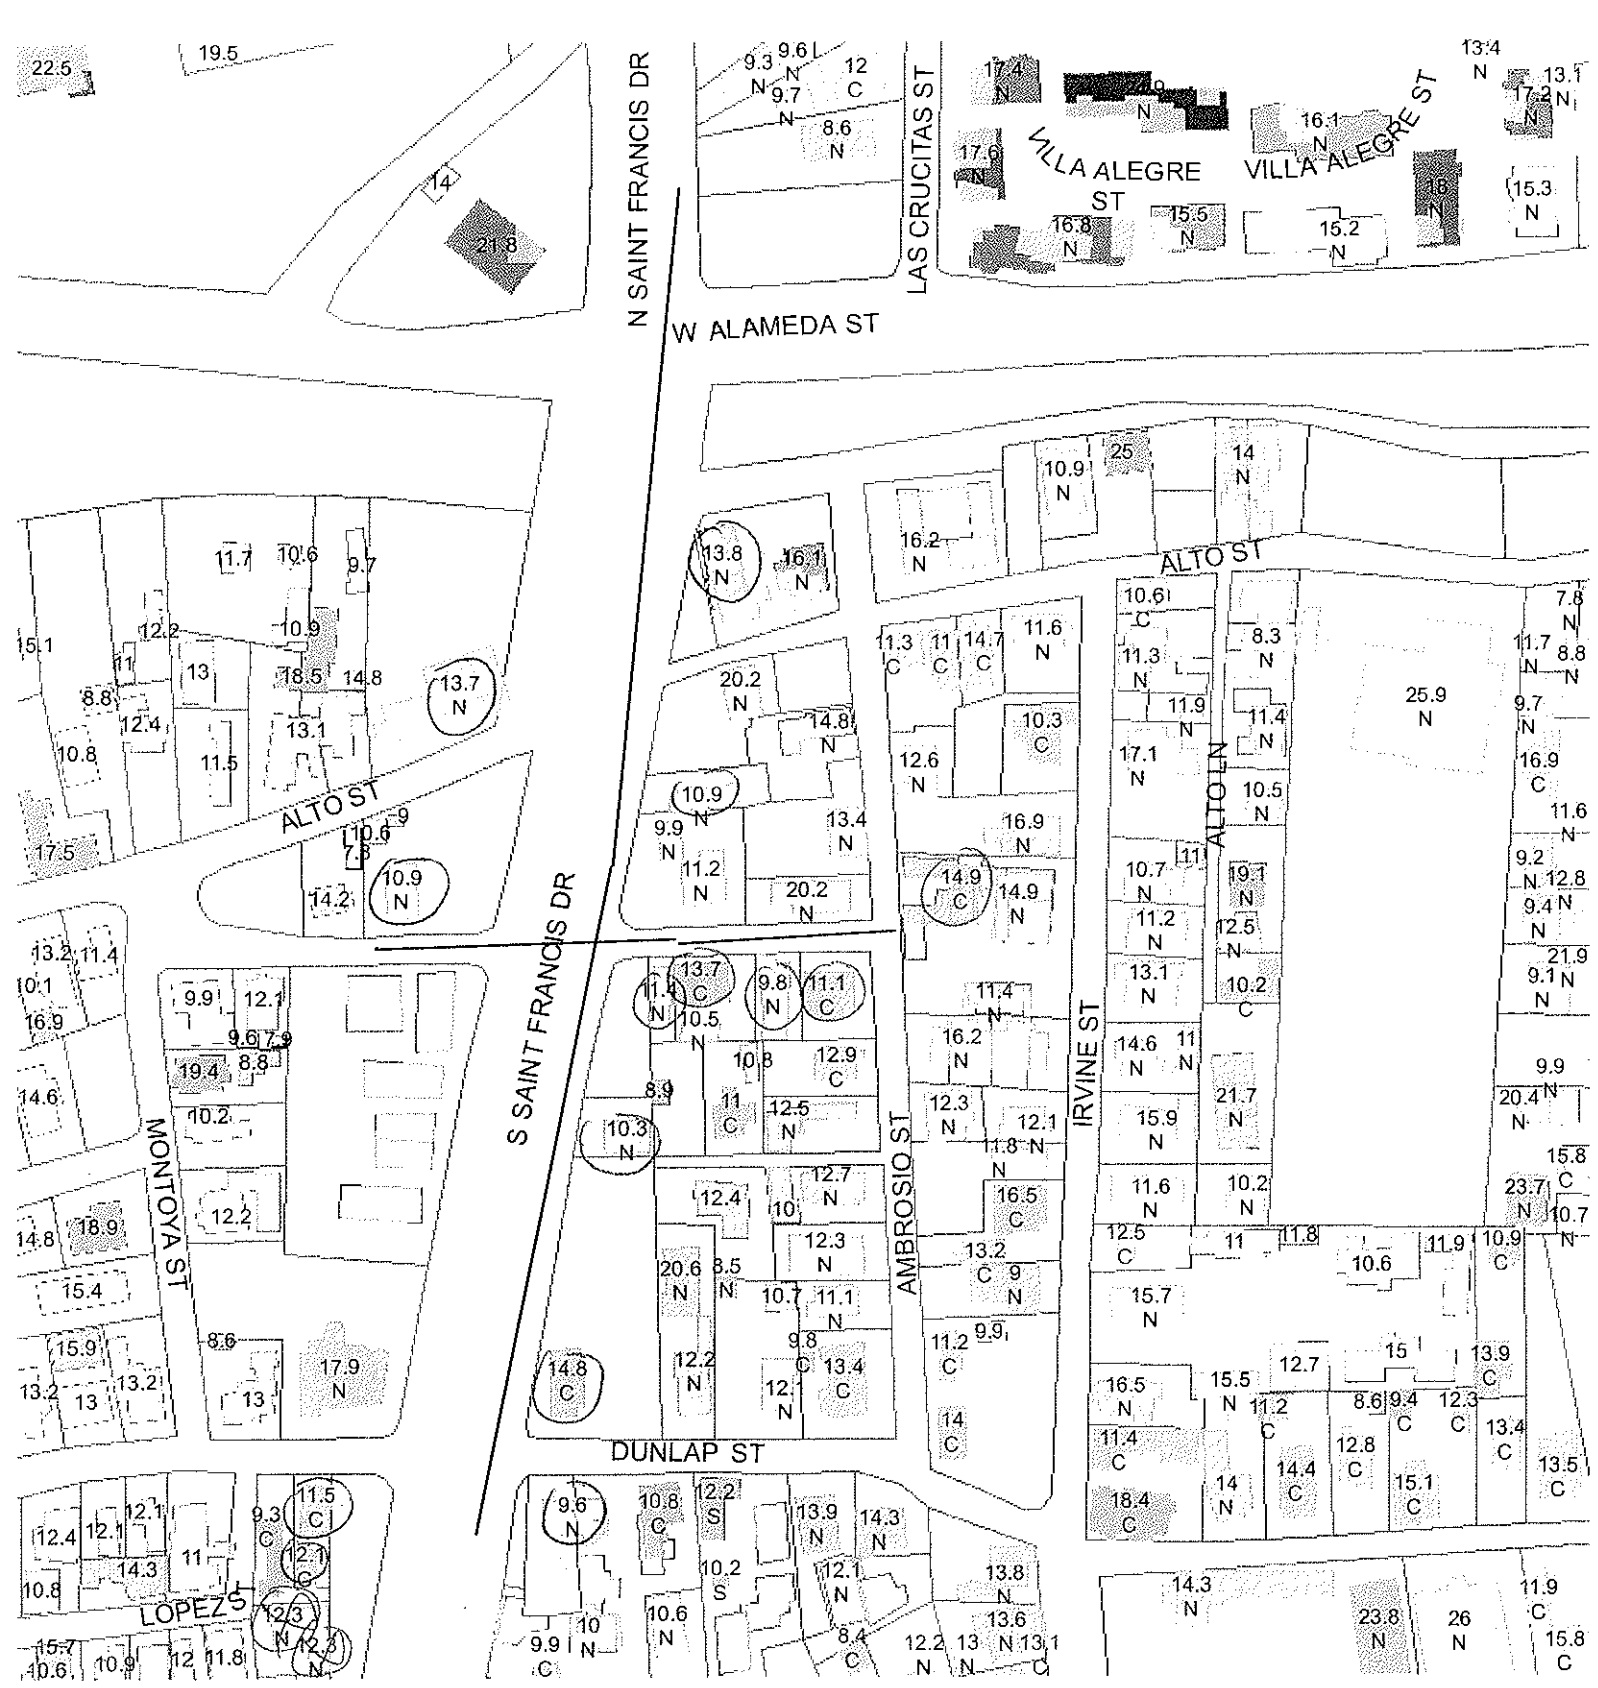 22.5
19.5
14
21.8
N SAINT FRANCIS DR
9.3
N
9.6
N
9.7
N
12
C
8.6
N
LAS CRUCITAS ST
17.4
N
N
17.6
N
VILLA ALEGRE
ST
VILLA ALEGRE ST
16.1
N
13.4
N
13.1
N
17.2
N
18
N
15.3
N
16.8
N
15.5
N
15.2
N
W ALAMEDA ST
10.9
N
25
14
N
16.2
N
ALTO ST
13.8
N
16.1
N
11.7
10.6
9.7
15.1
12.2
10.9
11
13
18.5
14.8
8.8
12.4
13.1
10.8
11.5
13.7
N
17.5
ALTO ST
9
10.6
7.3
14.2
10.9
N
20.2
N
14.8
N
10.9
N
9.9
N
13.4
N
11.2
N
20.2
N
11.3
C
11
C
14.7
C
11.6
N
10.3
C
12.6
N
16.9
N
14.9
C
14.9
N
10.6
C
11.3
N
11.9
N
17.1
N
8.3
N
11.4
N
10.5
N
ALTO LN
25.9
N
7.8
N
11.7
N
8.8
N
9.7
N
16.9
C
11.6
N
9.2
N
12.8
N
9.4
N
10.7
N
11
19.1
N
11.2
N
12.5
N
13.1
N
10.2
C
21.9
N
9.1
N
S SAINT FRANCIS DR
13.2
11.4
10.1
16.9
14.6
9.9
12.1
9.6
7.9
19.4
8.8
10.2
12.2
MONTOYA ST
11.4
N
13.7
C
9.8
N
11.1
C
10.5
N
10.8
12.9
C
8.9
11
C
12.5
N
10.3
N
11.4
N
16.2
N
IRVINE ST
14.6
N
11
N
21.7
N
9.9
N
20.4
N
12.3
N
12.1
N
11.8
N
15.9
N
15.8
C
AMBROSIO ST
12.7
N
12.4
10
12.3
N
16.5
C
11.6
N
10.2
N
23.7
N
10.7
N
14.8
18.9
15.4
20.6
N
8.5
N
10.7
N
11.1
N
13.2
C
9
N
12.5
C
11
11.8
10.6
11.9
10.9
C
15.7
N
15.9
13.2
13
13.2
8.6
13
17.9
N
14.8
C
12.2
N
9.8
C
13.4
C
N
11.2
C
9.9
14
C
16.5
N
15.5
N
12.7
15
13.9
C
11.2
C
8.6
9.4
C
12.3
C
11.4
C
12.8
C
13.4
C
DUNLAP ST
14
N
14.4
C
15.1
C
13.5
C
18.4
C
12.4
12.1
12.1
14.3
11
9.3
C
11.5
C
12.1
C
10.8
LOPEZ S
12.3
N
12.3
N
15.7
10.6
10.9
12
11.8
9.6
N
10.8
C
12.2
S
10.2
S
13.9
N
14.3
N
12.1
N
13.8
N
14.3
N
9.9
C
10
N
10.6
N
8.4
C
12.2
N
13
N
13.6
N
13.1
C
23.8
N
26
N
11.9
C
15.8
C